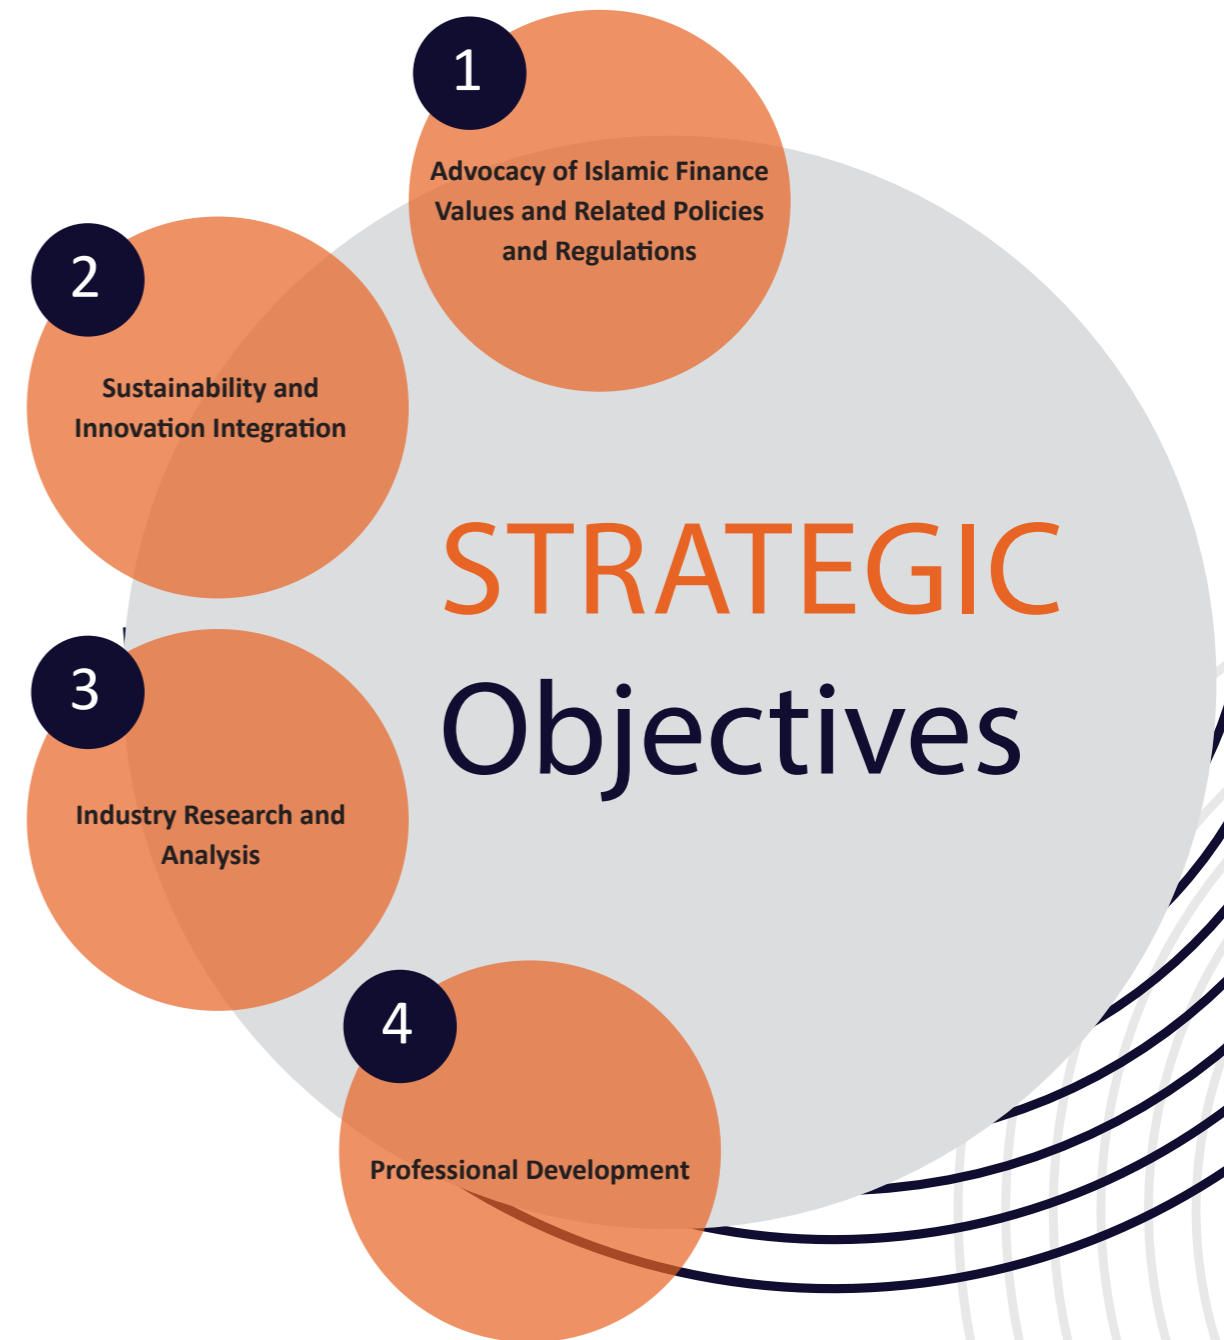 1
Advocacy of Islamic Finance
Values and Related Policies
and Regulations
2
Sustainability and
Innovation Integration
STRATEGIC
Objectives
3
Industry Research and
Analysis
4
Professional Development